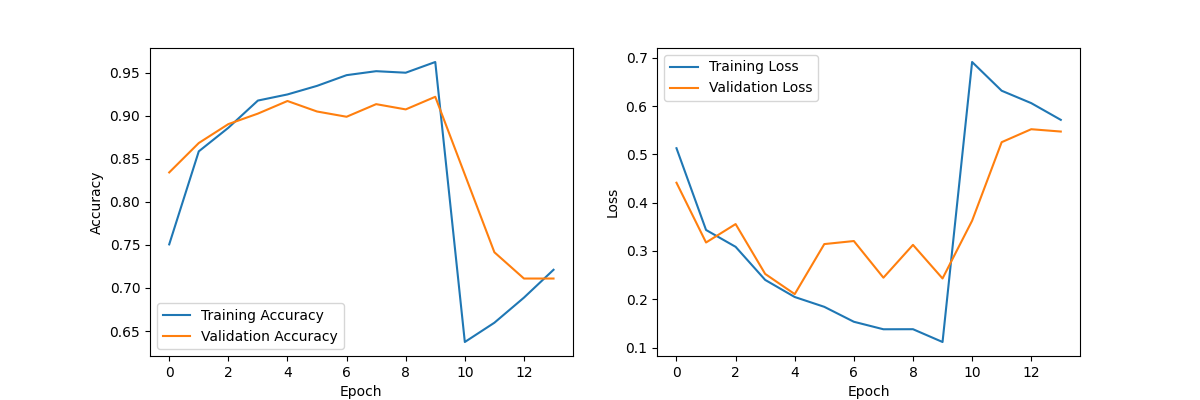 0.95
0.90
0.85
0.80
0.75
0.70
0.65
Accuracy
Training Accuracy
Validation Accuracy
0 2 4 6 8 10 12
Epoch
0.7
0.6
0.5
0.4
0.3
0.2
0.1
Loss
Training Loss
Validation Loss
0 2 4 6 8 10 12
Epoch